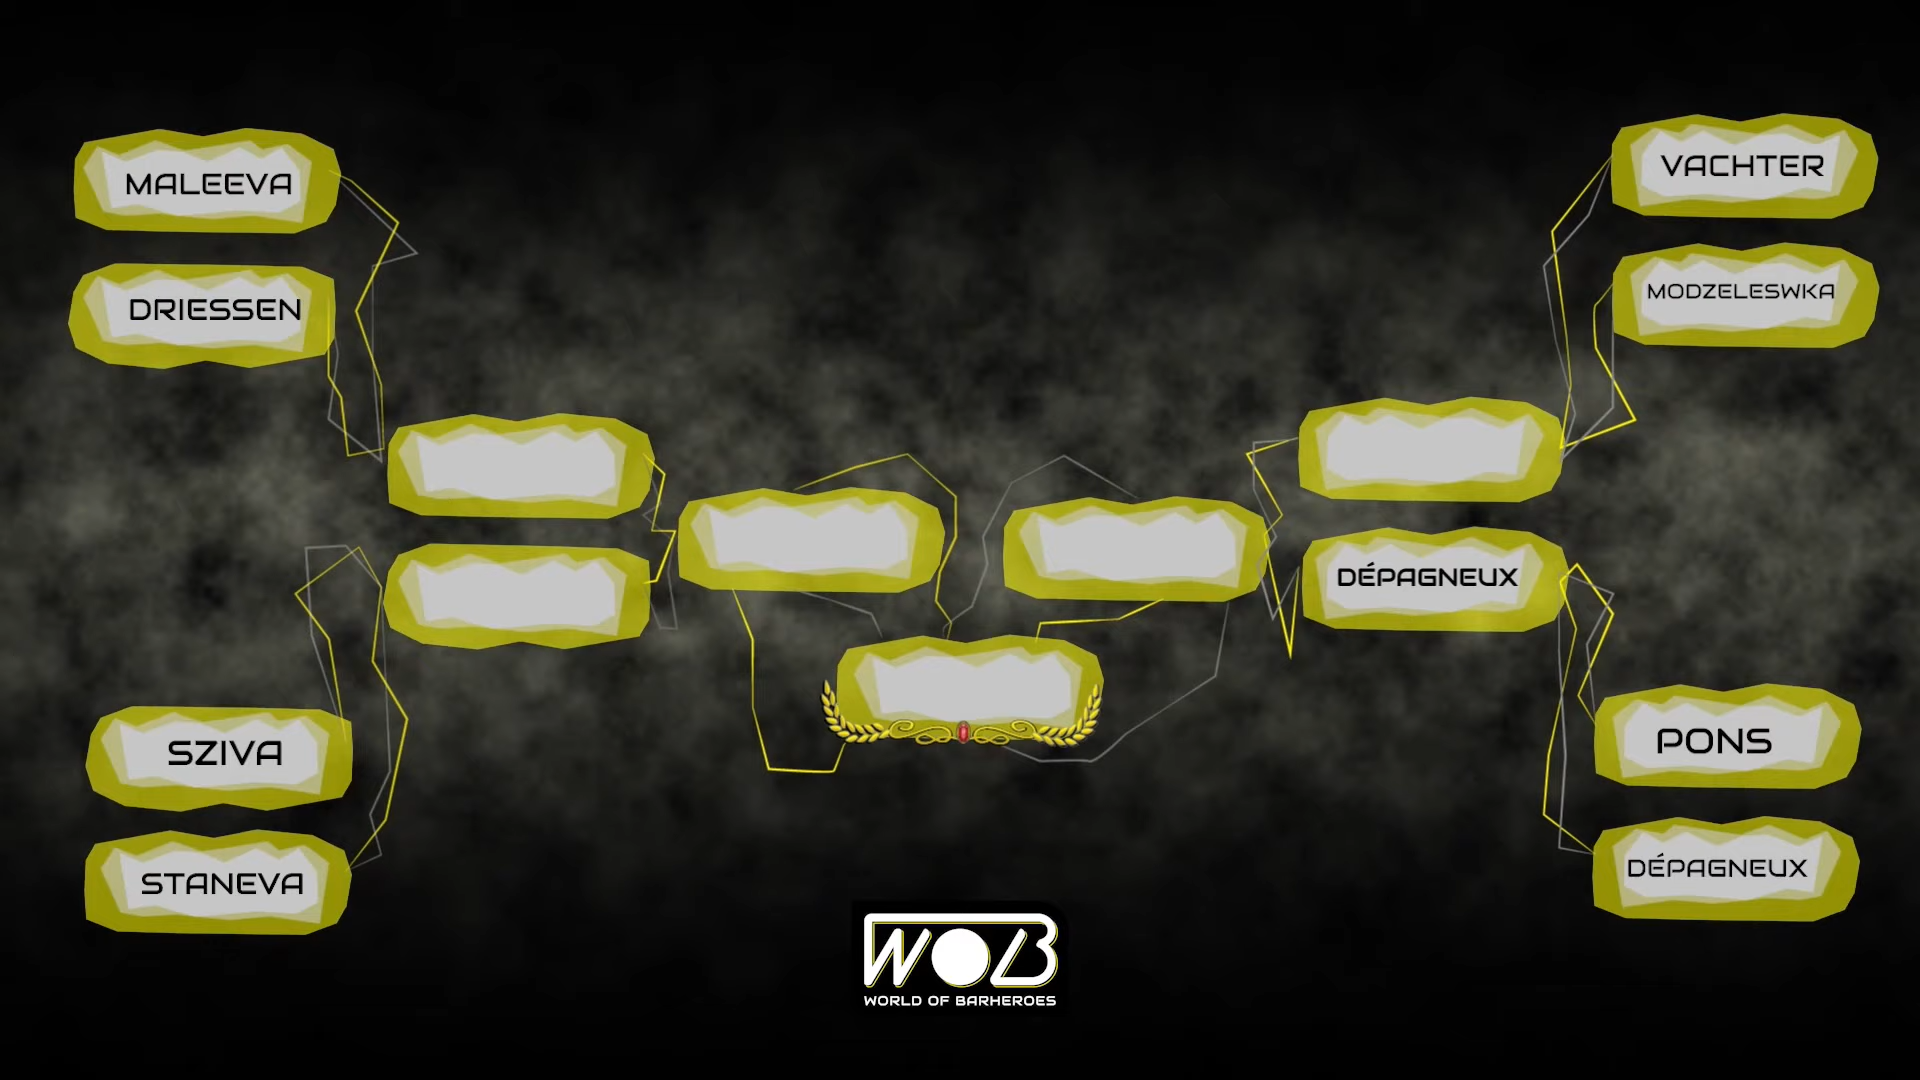 MALEEVA
DRIESSEN
SZIVA
STANEVA
VACHTER
MODZELESWKA
DÉPAGNEUX
PONS
DÉPAGNEUX
WOB
WORLD OF BARHEROES